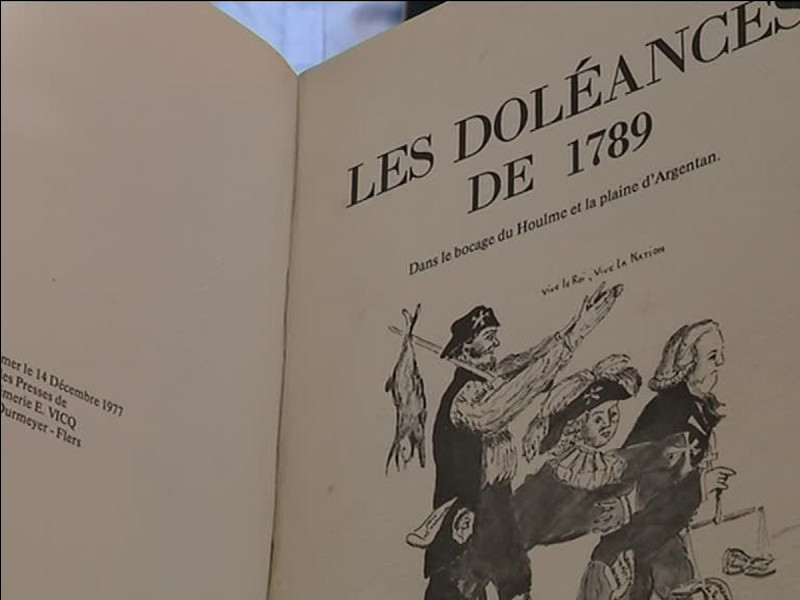 mer le 14 Décembre 1977
es Presses de
merie E. VICQ
Durmeyer - Flers
LES DOLÉANCES
DE 1789
Dans le bocage du Houlme et la plaine d'Argentan.
Vive le Roi, Vive la Nation